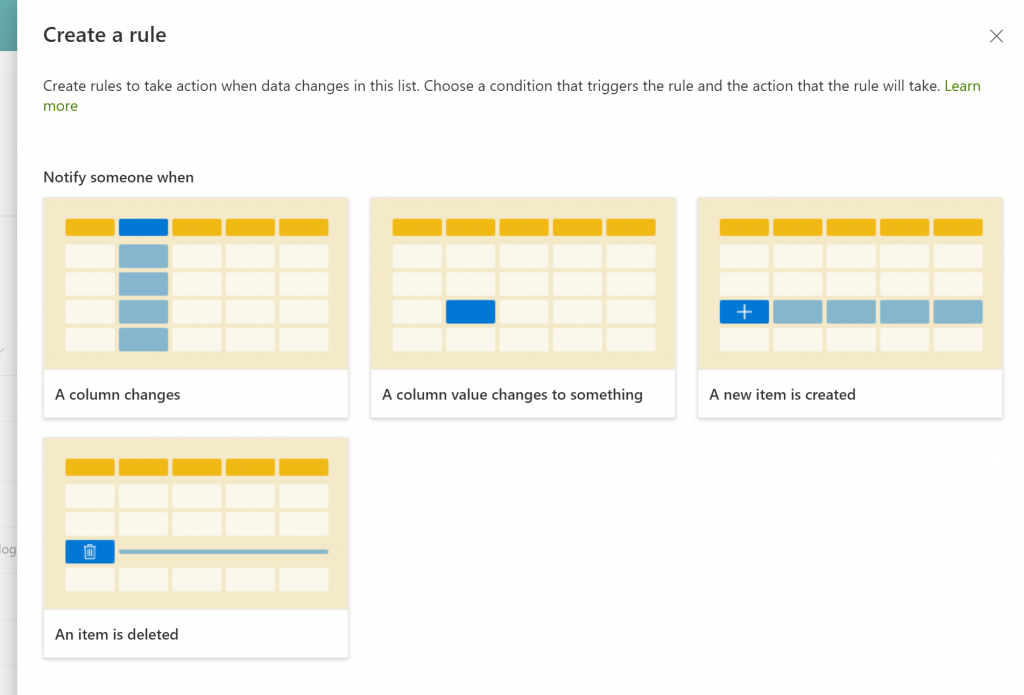 Create a rule
Create rules to take action when data changes in this list. Choose a condition that triggers the rule and the action that the rule will take. Learn
more
Notify someone when
A column changes
A column value changes to something
A new item is created
An item is deleted